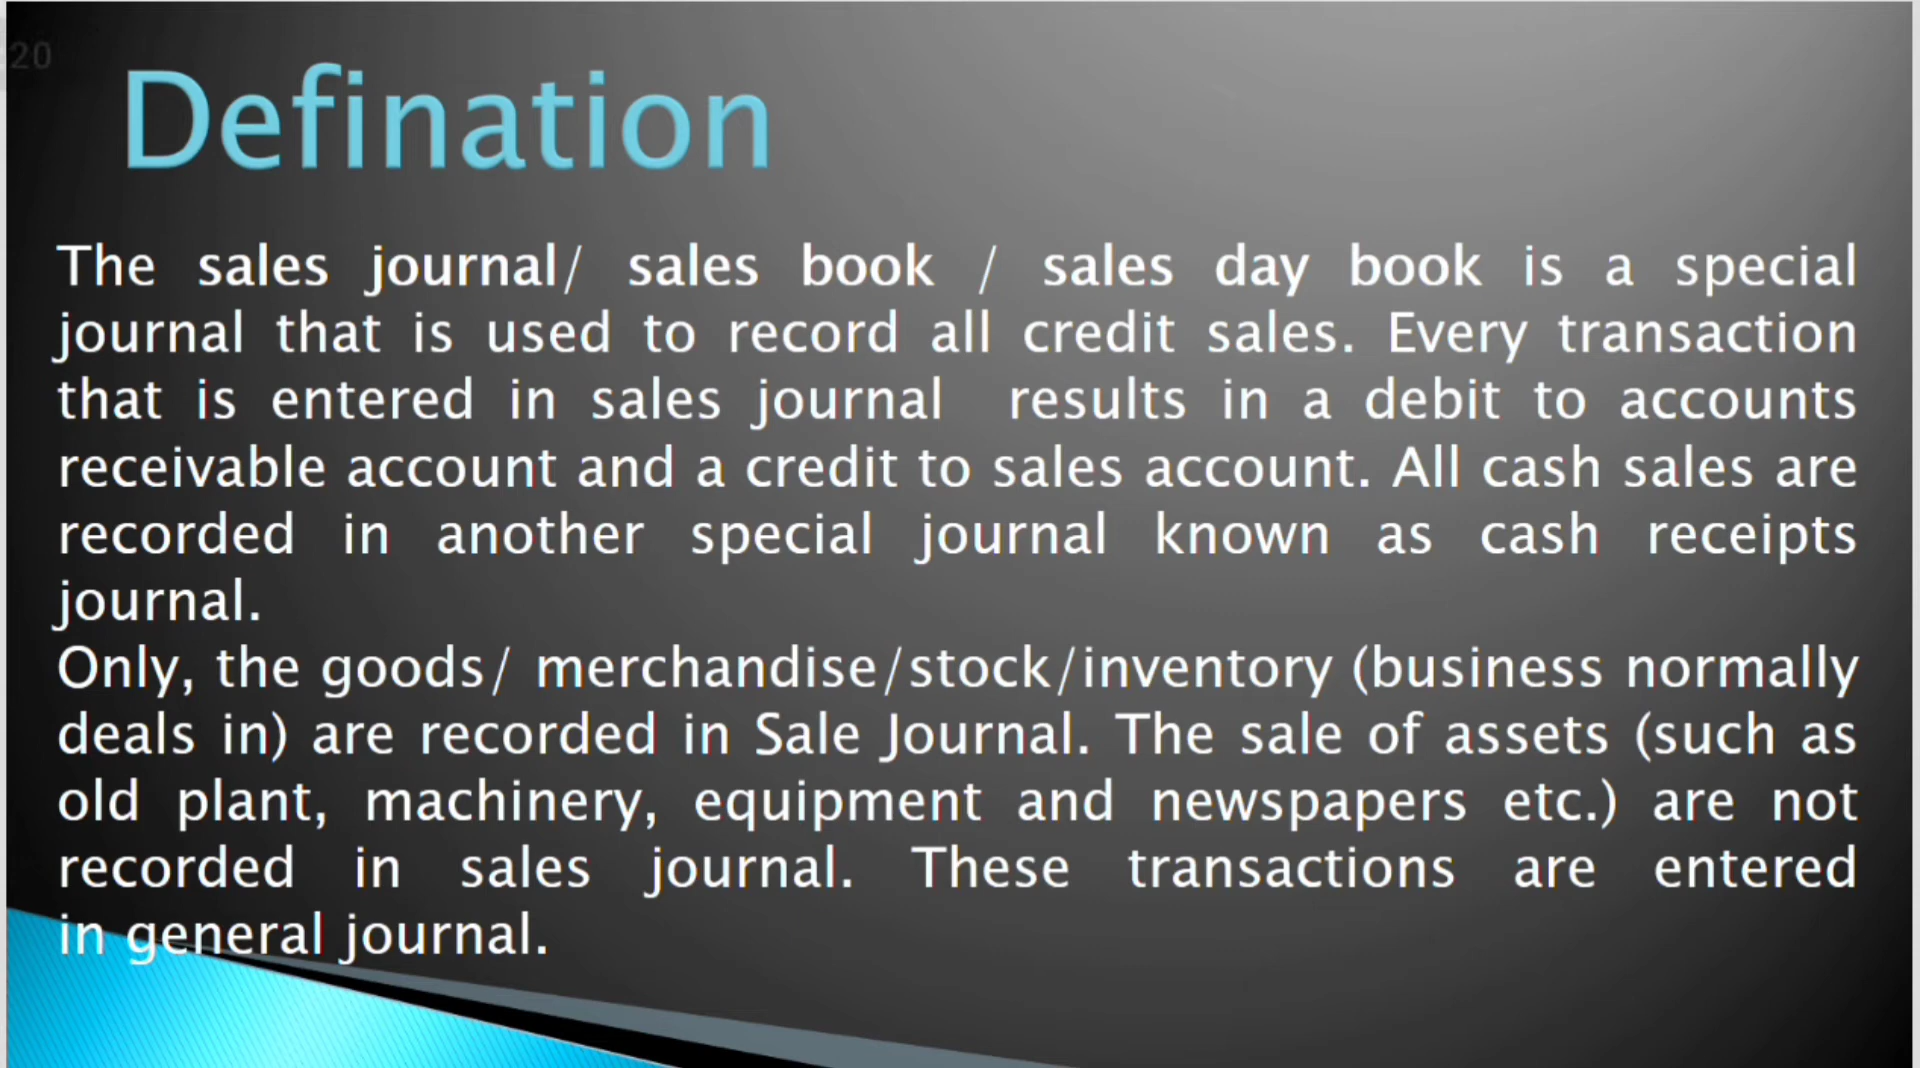 20
Defination
The sales journal/ sales book / sales day book is a special
journal that is used to record all credit sales. Every transaction
that is entered in sales journal results in a debit to accounts
receivable account and a credit to sales account. All cash sales are
recorded in another special journal known as cash receipts
journal.
Only, the goods/ merchandise/stock/inventory (business normally
deals in) are recorded in Sale Journal. The sale of assets (such as
old plant, machinery, equipment and newspapers etc.) are not
recorded in sales journal. These transactions are entered
in general journal.